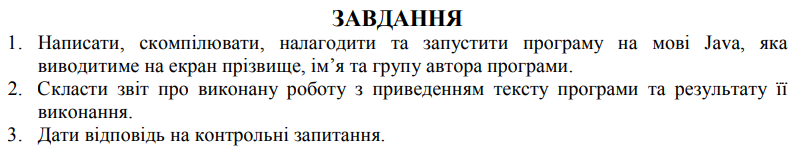 ЗАВДАННЯ
1. Написати, скомпілювати, налагодити та запустити програму на мові Java, яка
виводитиме на екран прізвище, ім’я та групу автора програми.
2. Скласти звіт про виконану роботу з приведенням тексту програми та результату її
виконання.
3. Дати відповідь на контрольні запитання.